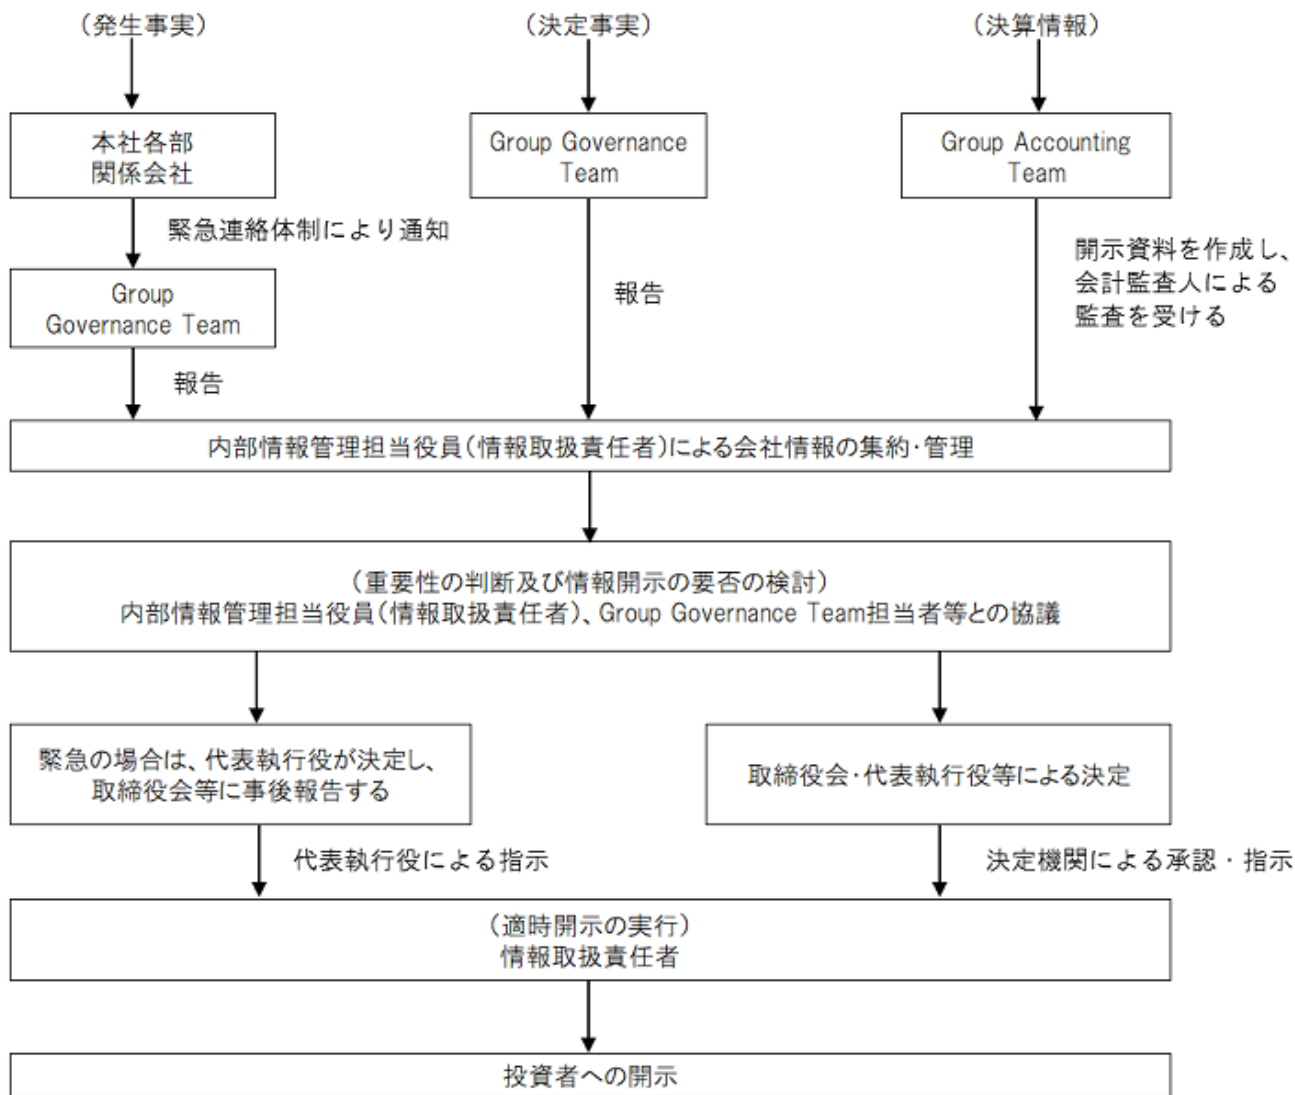 （発生事実）
（決定事実）
（決算情報）
本社各部
関係会社
Group Governance
Team
Group Accounting
Team
緊急連絡体制により通知
Group
Governance Team
報告
報告
開示資料を作成し、
会計監査人による
監査を受ける
内部情報管理担当役員（情報取扱責任者）による会社情報の集約・管理
（重要性の判断及び情報開示の要否の検討）
内部情報管理担当役員（情報取扱責任者）、Group Governance Team担当者等との協議
緊急の場合は、代表執行役が決定し、
取締役会等に事後報告する
取締役会・代表執行役等による決定
代表執行役による指示
決定機関による承認・指示
（適時開示の実行）
情報取扱責任者
投資者への開示